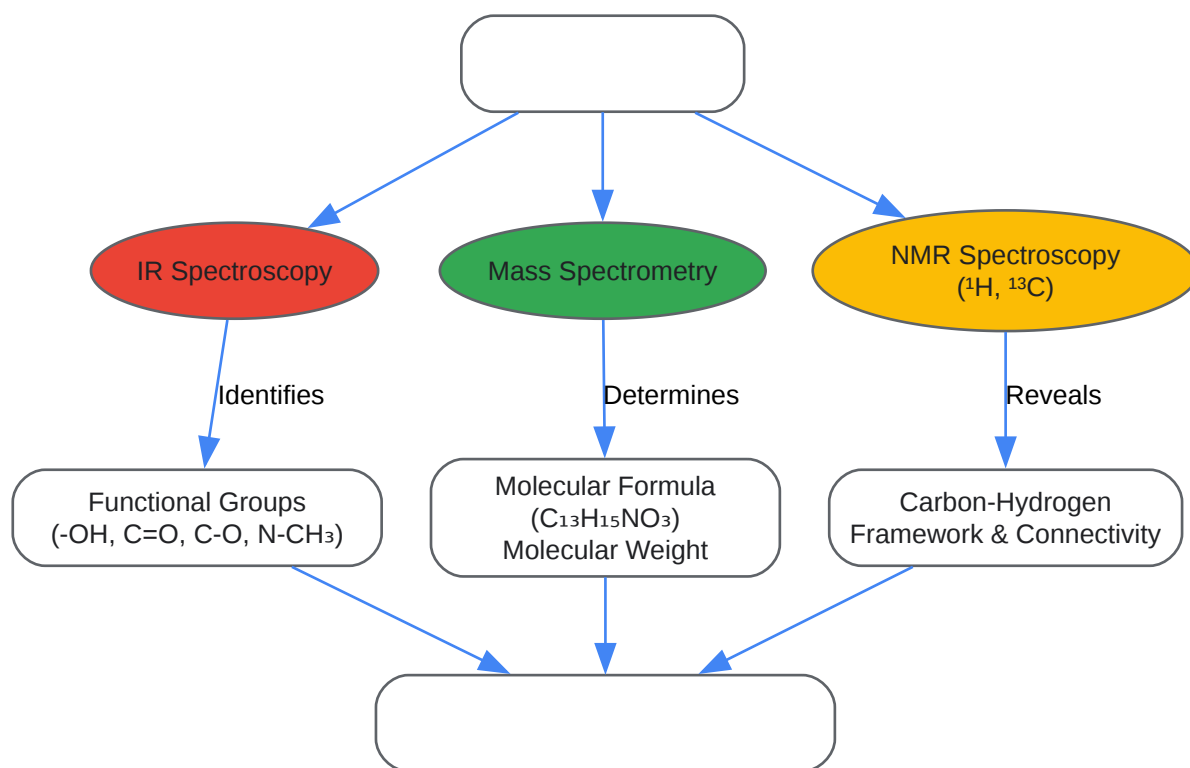 IR Spectroscopy
Mass Spectrometry
NMR Spectroscopy
(¹H, ¹³C)
Identifies
Determines
Reveals
Functional Groups
(-OH, C=O, C-O, N-CH₃)
Molecular Formula
(C₁₃H₁₅NO₃)
Molecular Weight
Carbon-Hydrogen
Framework & Connectivity